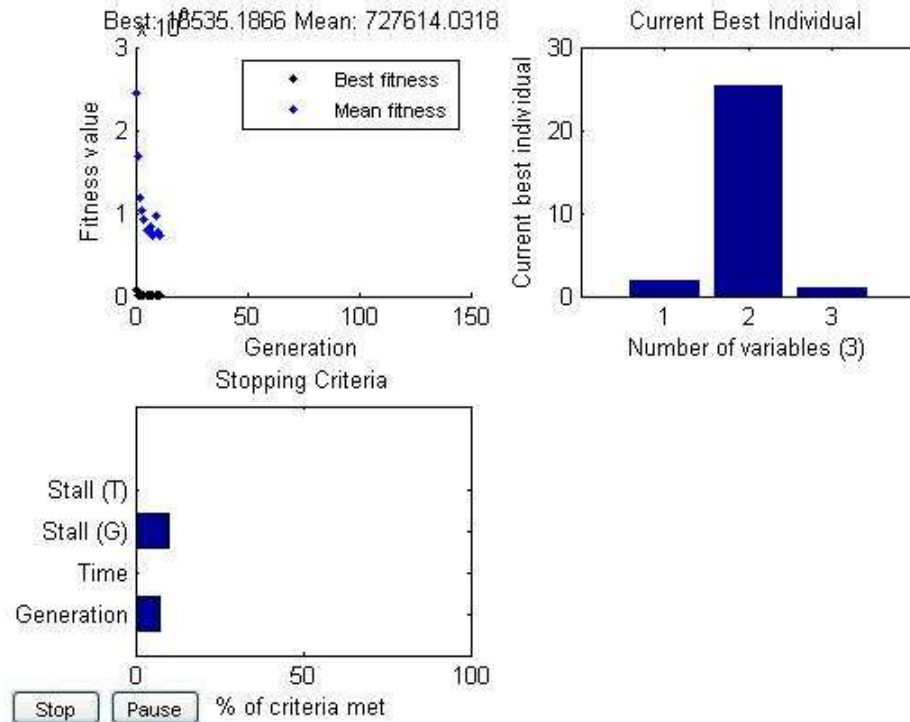 Best: 18535.1866 Mean: 727614.0318
3
2
1
0
Fitness value
Best fitness
Mean fitness
0 50 100 150
Generation
Current Best Individual
30
20
10
0
Current best individual
1 2 3
Number of variables (3)
Stopping Criteria
Stall (T)
Stall (G)
Time
Generation
0 50 100
% of criteria met
Stop
Pause